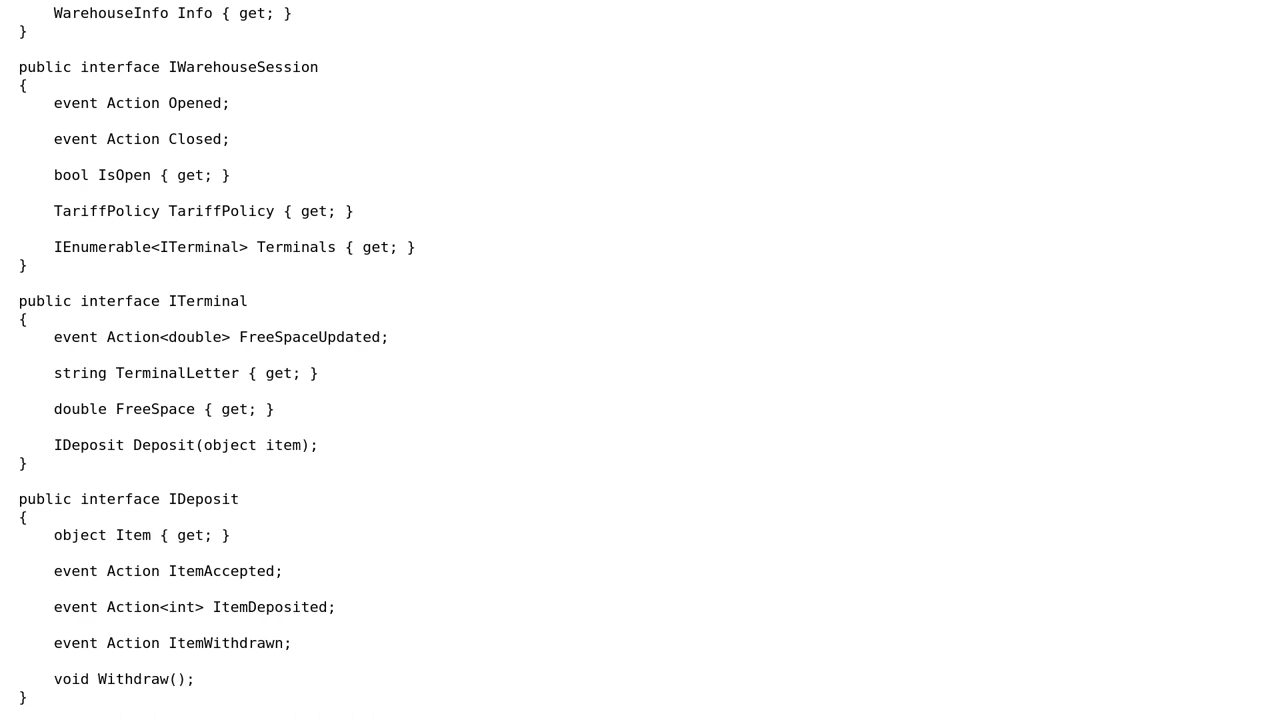 WarehouseInfo Info { get; }
}
public interface IWarehouseSession
{
event Action Opened;
event Action Closed;
bool IsOpen { get; }
TariffPolicy TariffPolicy { get; }
IEnumerable<ITerminal> Terminals { get; }
}
public interface ITerminal
{
event Action<double> FreeSpaceUpdated;
string TerminalLetter { get; }
double FreeSpace { get; }
IDeposit Deposit(object item);
}
public interface IDeposit
{
object Item { get; }
event Action ItemAccepted;
event Action<int> ItemDeposited;
event Action ItemWithdrawn;
void Withdraw();
}